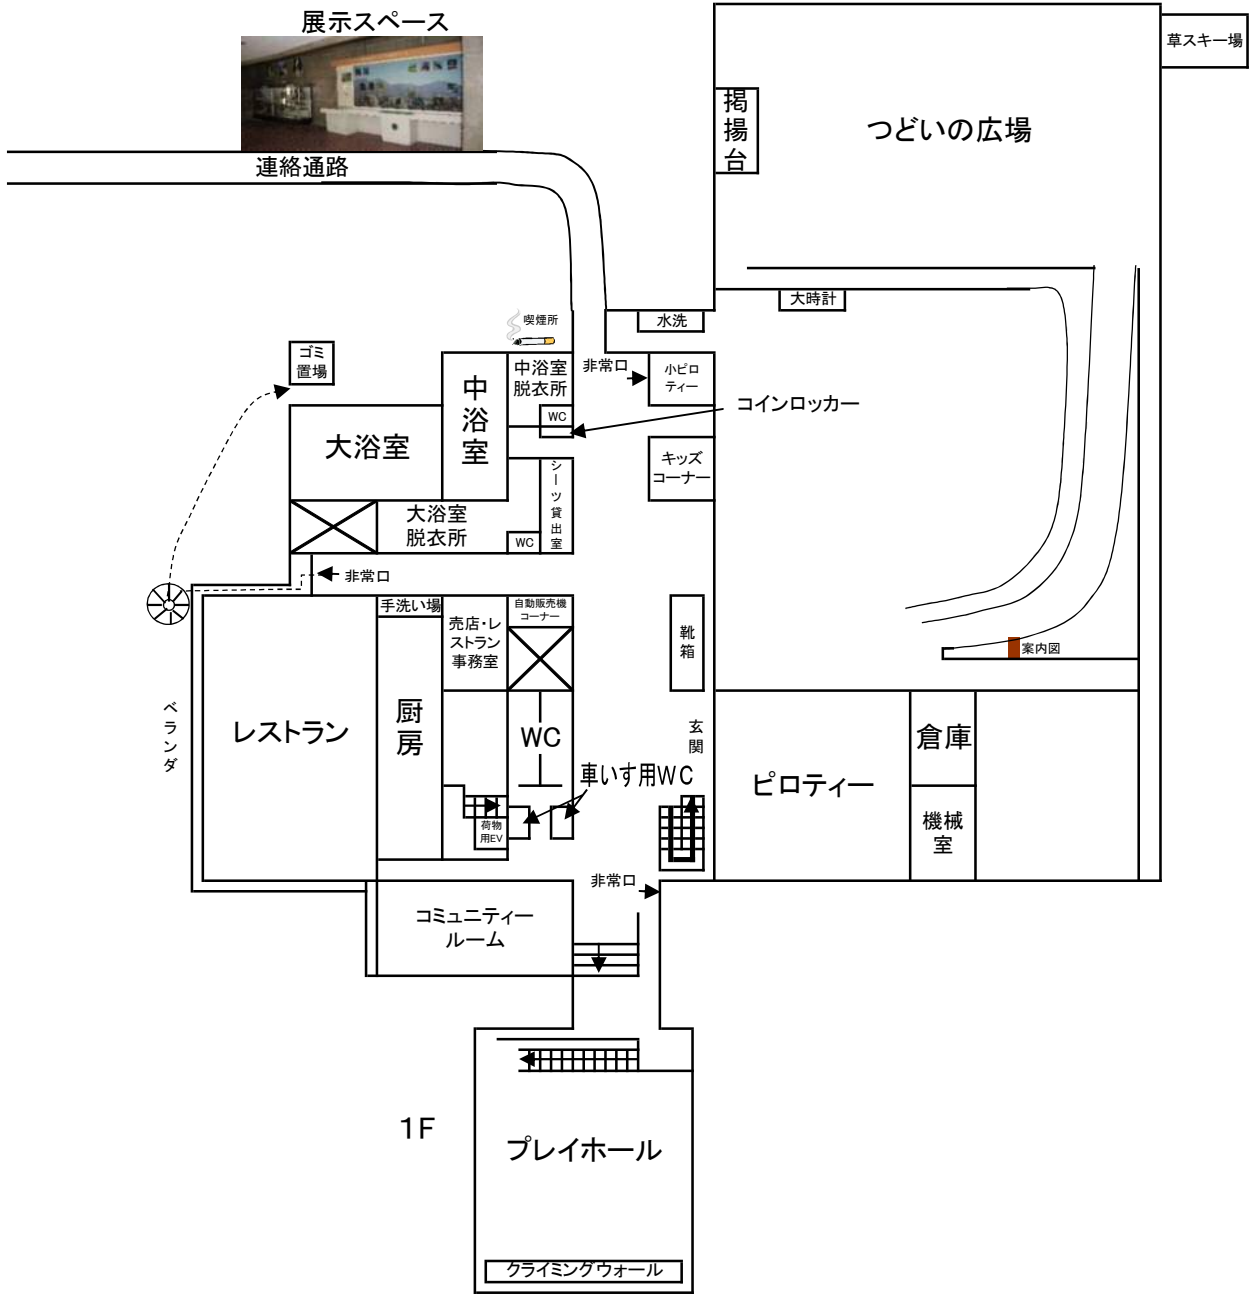 展示スペース
草スキー場
掲
揚
台
つどいの広場
連絡通路
大時計
喫煙所
水洗
ゴミ
置場
中浴室
脱衣所
非常口
小ピロ
ティー
中
浴
室
WC
コインロッカー
大浴室
キッズ
コーナー
シ
ー
ツ
貸
出
室
大浴室
脱衣所
WC
非常口
手洗い場
自動販売機
コーナー
売店・レ
ストラン
事務室
靴
箱
案内図
ベ
ラ
ン
ダ
レストラン
厨
房
WC
玄
関
倉庫
車いす用WC
ピロティー
荷物
用EV
機械
室
非常口
コミュニティー
ルーム
1F
プレイホール
クライミングウォール